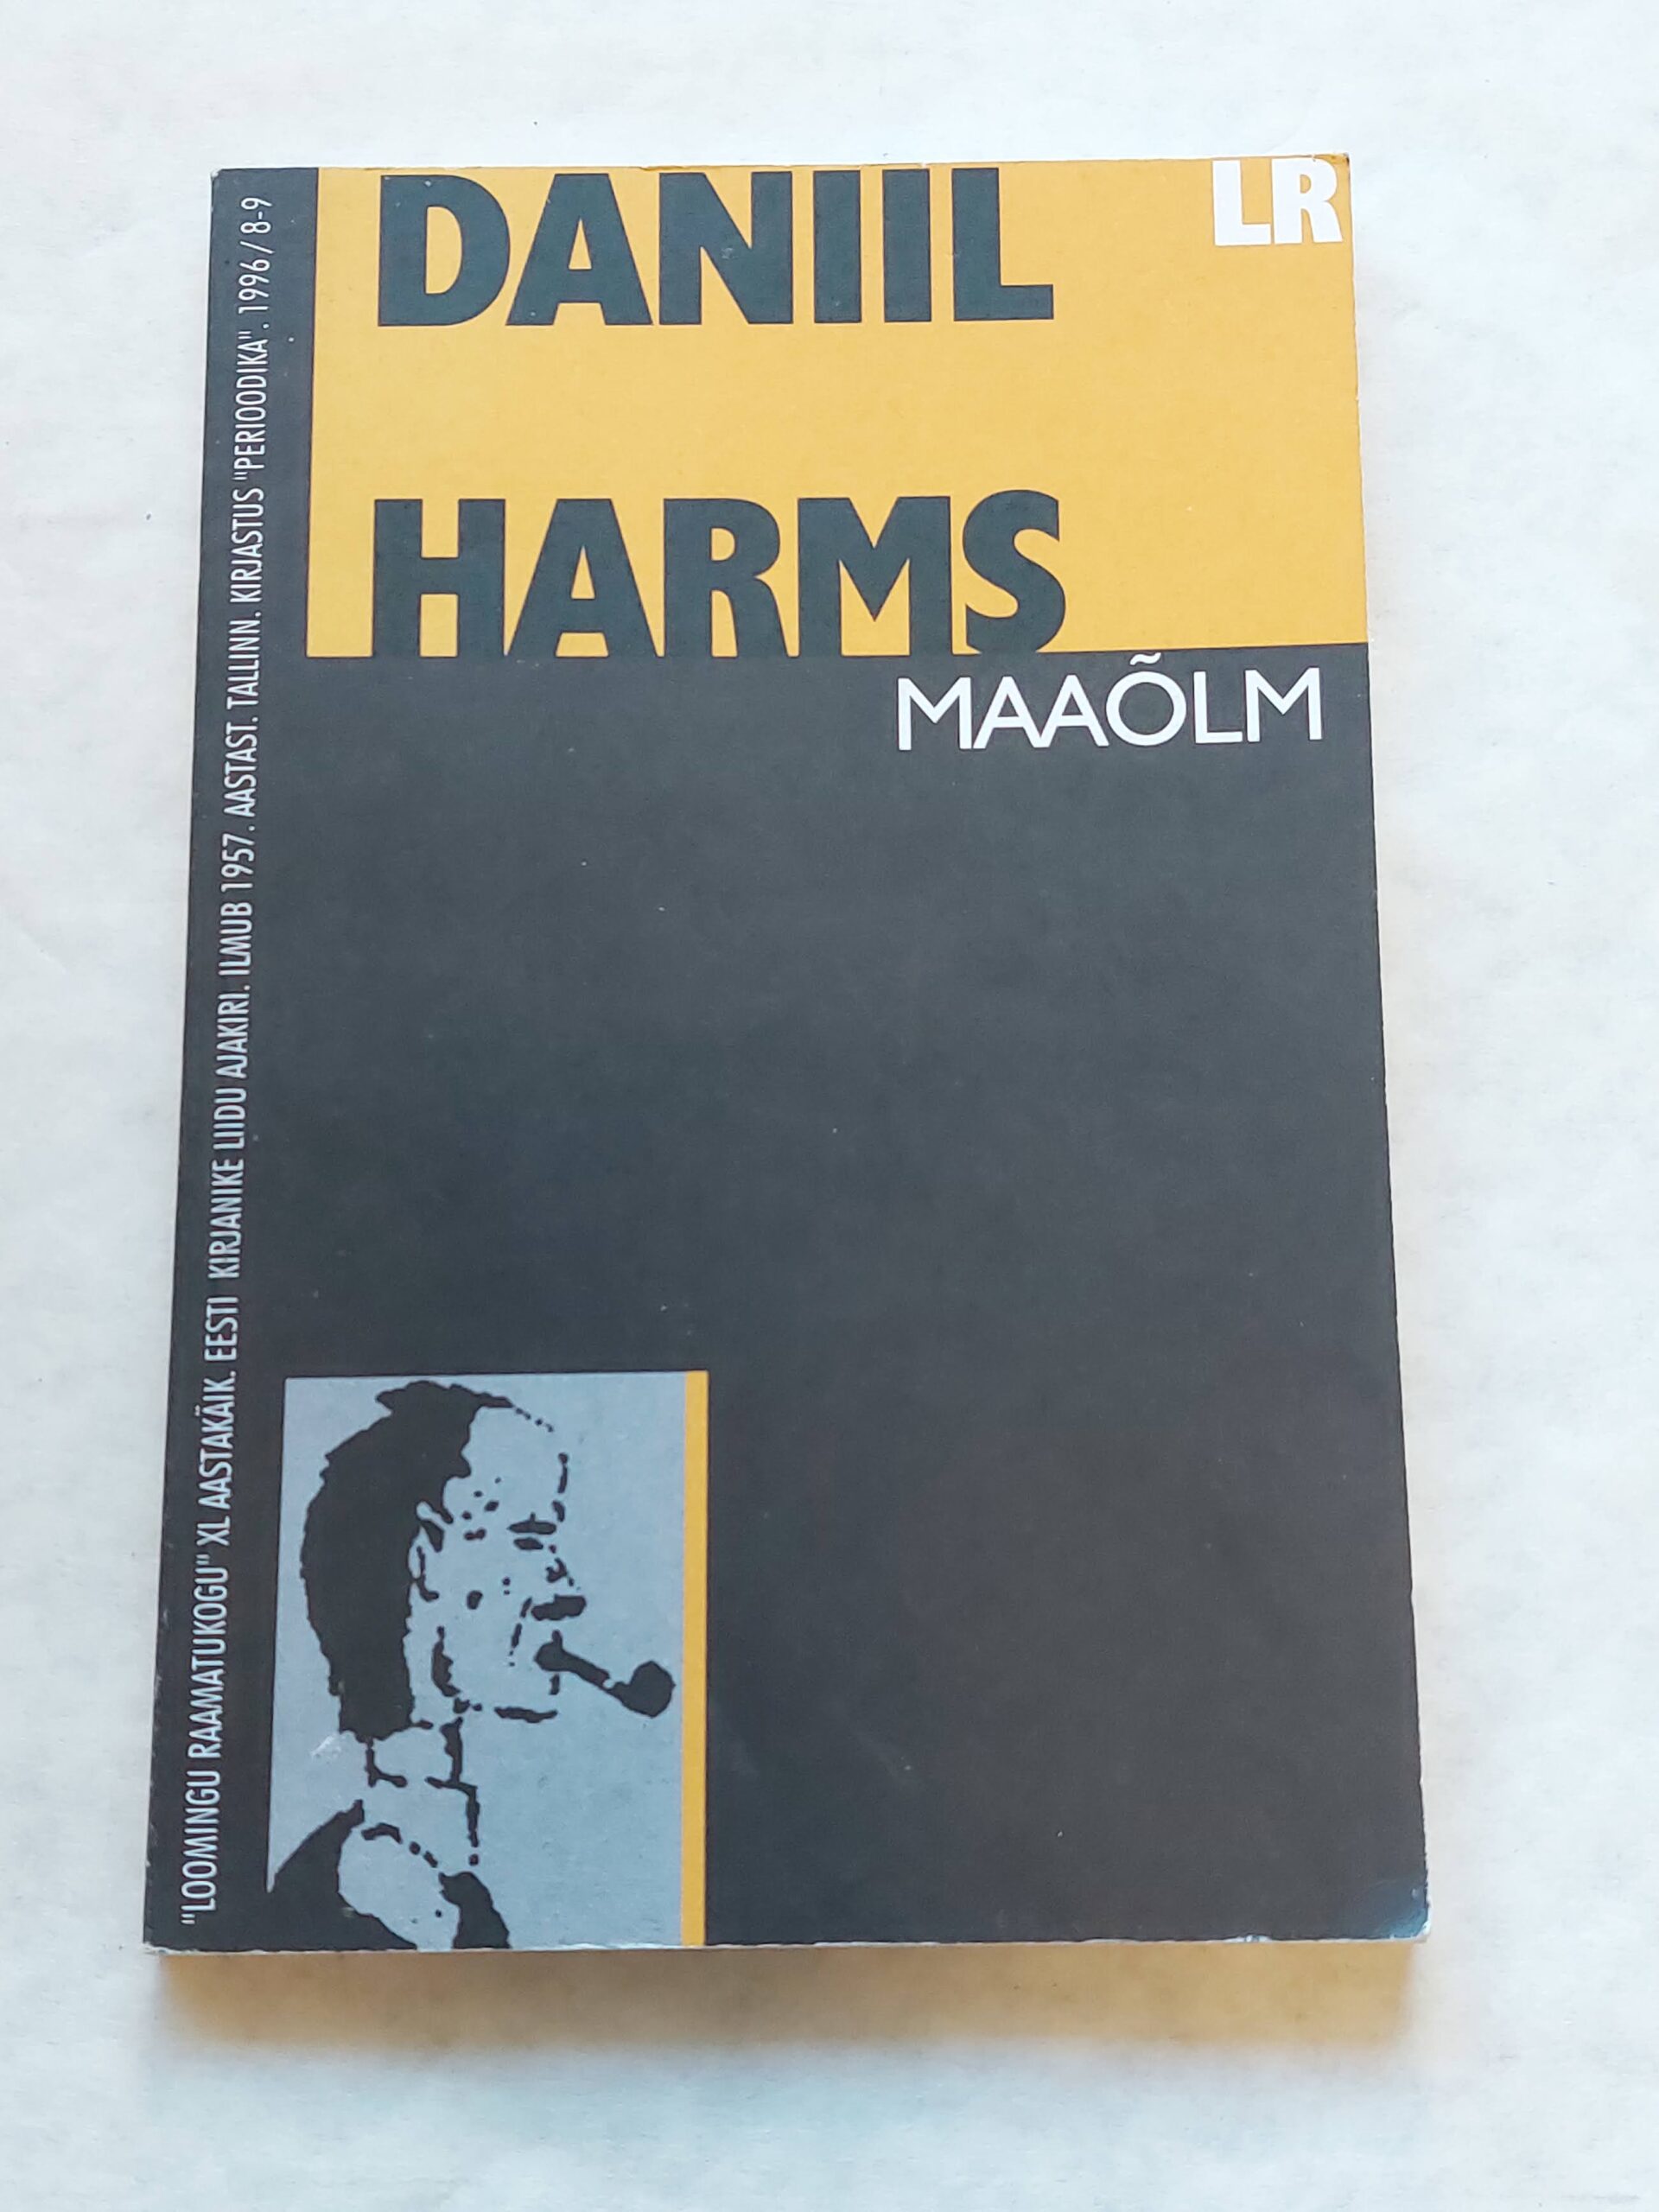 DANIIL
LR
HARMS
MAAÕLM
"LOOMINGU RAAMATUKOGU" XL AASTAKÄIK. EESTI KIRJANIKE LIIDU AJAKIRI. ILMUB 1957. AASTAST. TALLINN. KIRJASTUS "PERIOODIKA". 1996/8-9